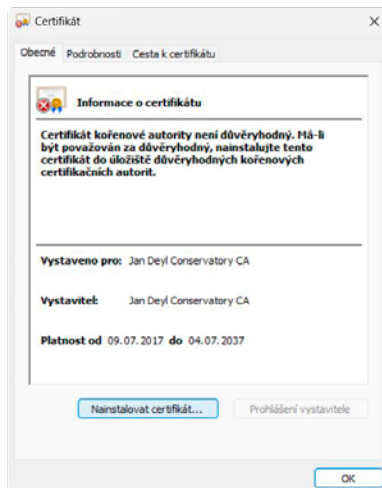 Certifikát
Obecné Podrobnosti Cesta k certifikátu
Informace o certifikátu
Certifikát kořenové autority není důvěryhodný. Má-li
být považován za důvěryhodný, nainstalujte tento
certifikát do úložiště důvěryhodných kořenových
certifikačních autorit.
Vystaveno pro: Jan Deyl Conservatory CA
Vystavitel: Jan Deyl Conservatory CA
Platnost od 09.07.2017 do 04.07.2037
Nainstalovat certifikát... Prohlášení vystavitele
OK